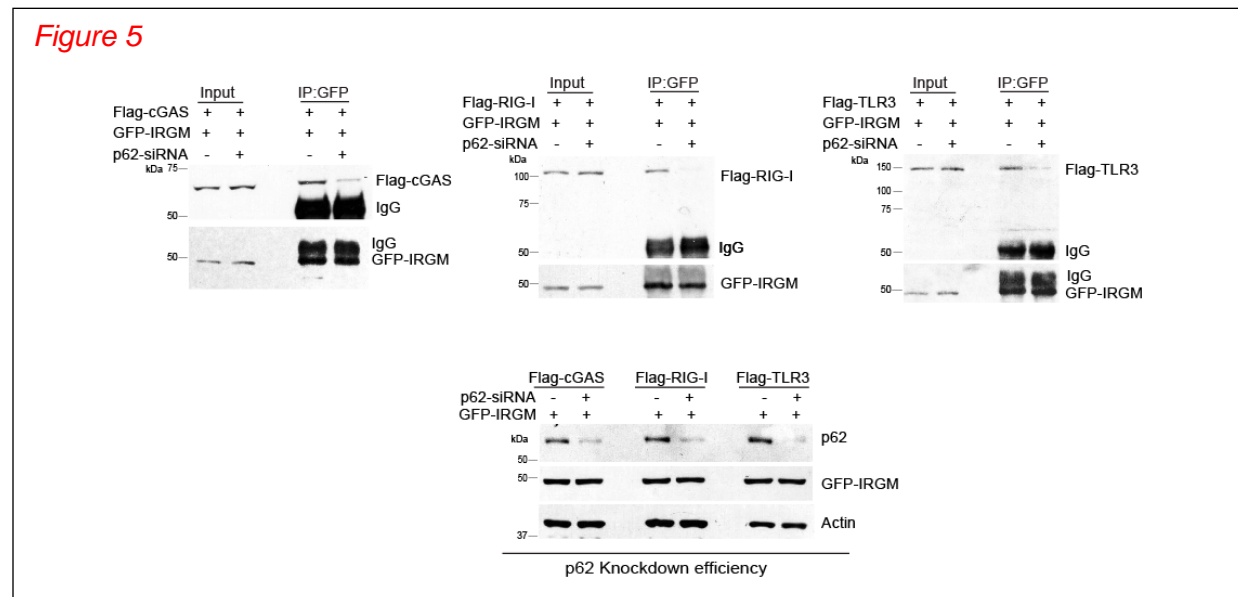 Figure 5
Input IP:GFP
Flag-cGAS + + + +
GFP-IRGM + + + +
p62-siRNA - + - +
kDa 75
Flag-cGAS
IgG
50
IgG
50
GFP-IRGM
Input IP:GFP
Flag-RIG-I + + + +
GFP-IRGM + + + +
p62-siRNA - + - +
kDa
100
Flag-RIG-I
75
50
IgG
50
GFP-IRGM
Input IP:GFP
Flag-TLR3 + + + +
GFP-IRGM + + + +
p62-siRNA - + - +
kDa
150
Flag-TLR3
100
75
50
IgG
IgG
50
GFP-IRGM
Flag-cGAS Flag-RIG-I Flag-TLR3
p62-siRNA - + - + - +
GFP-IRGM + + + + + +
kDa
p62
50
50
GFP-IRGM
Actin
37
p62 Knockdown efficiency